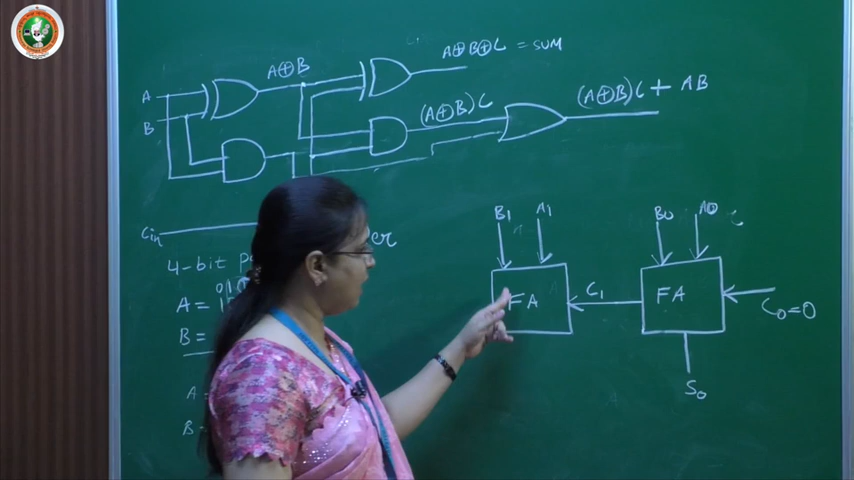 A⊕B⊕C = SUM
A⊕B
A
B
(A⊕B)C
(A⊕B)C + AB
Cin
4-bit
A =
B =
A
B
B1 A1
B0 A0
FA
C1
FA
C0=0
S0